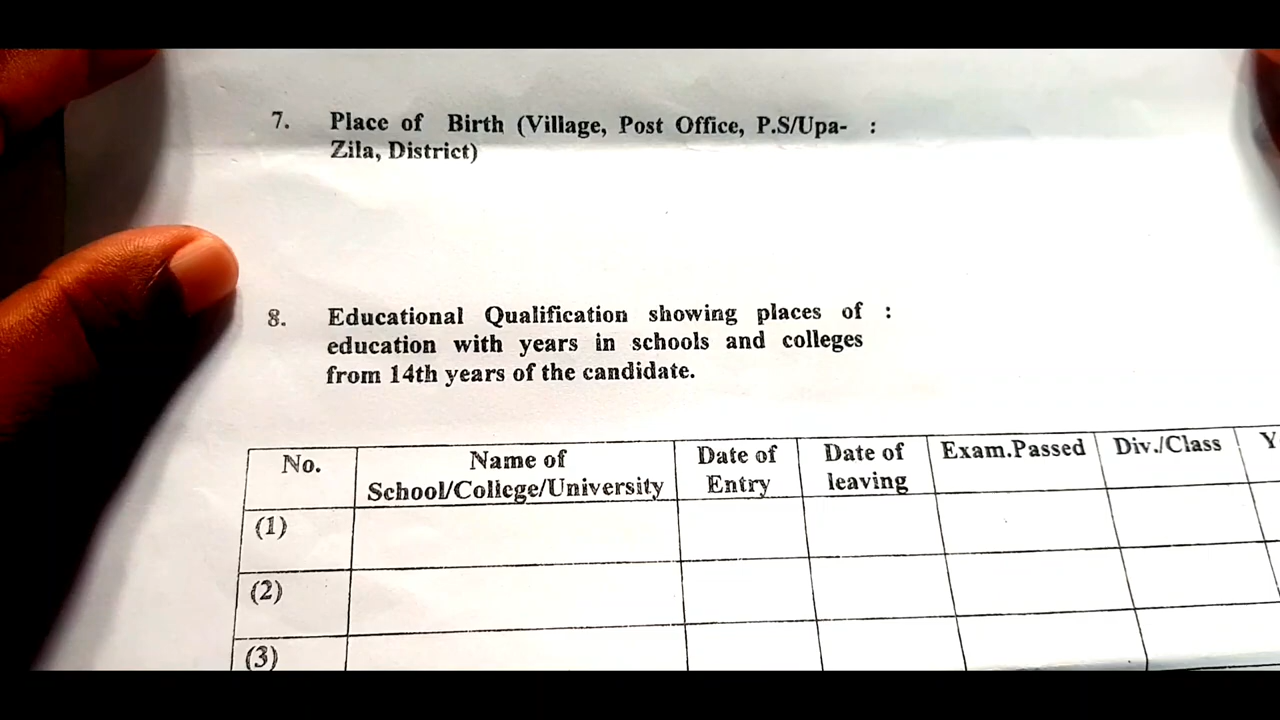 7. Place of Birth (Village, Post Office, P.S/Upa- :
Zila, District)
8. Educational Qualification showing places of :
education with years in schools and colleges
from 14th years of the candidate.
No. Name of School/College/University Date of Entry Date of leaving Exam.Passed Div./Class
(1)
(2)
(3)